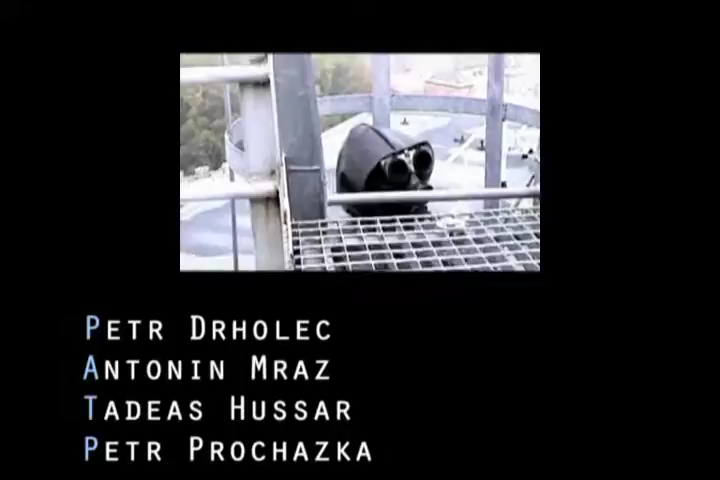 Petr Drholec
Antonin Mraz
Tadeas Hussar
Petr Prochazka